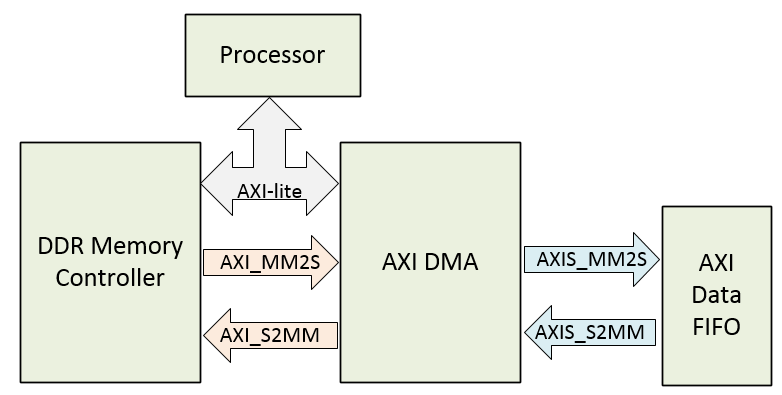 Processor
AXI-lite
DDR Memory
Controller
AXI_MM2S
AXI_S2MM
AXI DMA
AXIS_MM2S
AXIS_S2MM
AXI
Data
FIFO